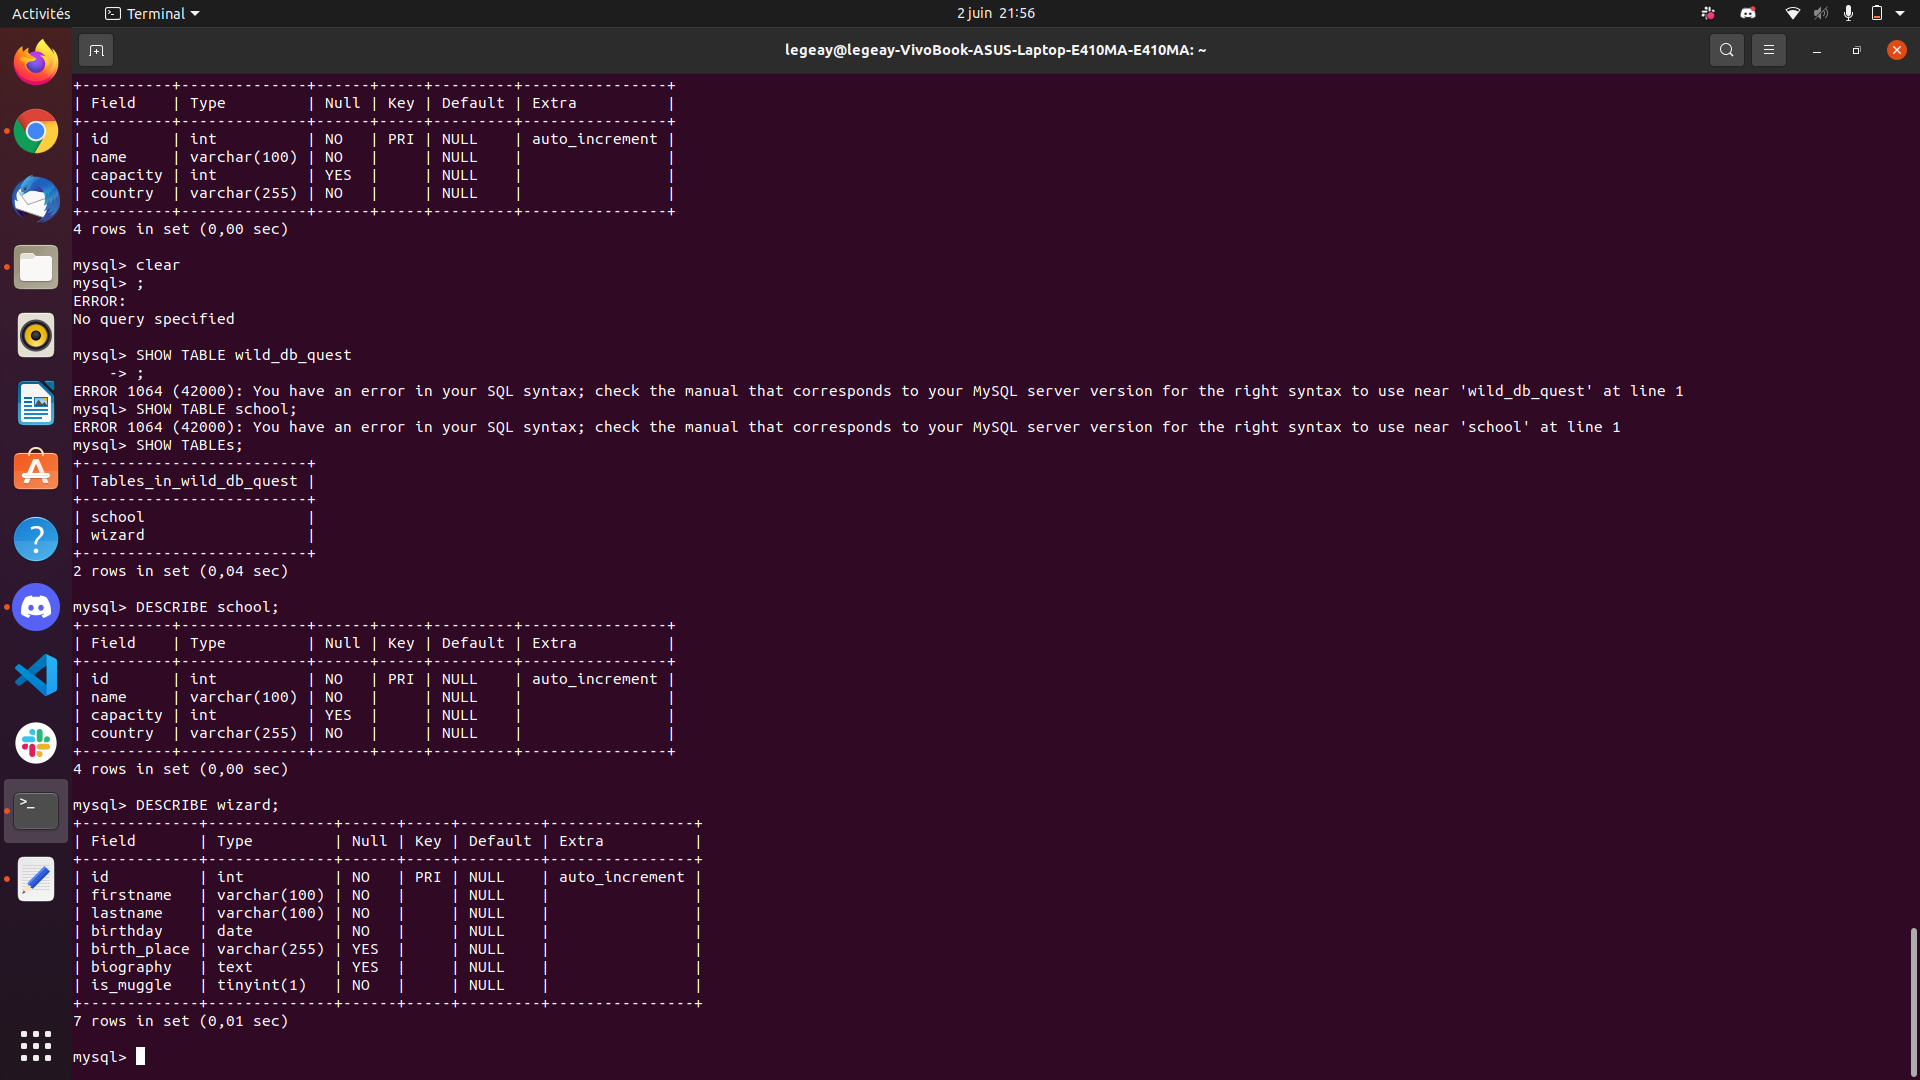 Activités
Terminal
2 juin 21:56
legeay@legeay-VivoBook-ASUS-Laptop-E410MA-E410MA: ~
+----------+--------------+------+-----+---------+----------------+
| Field    | Type         | Null | Key | Default | Extra          |
+----------+--------------+------+-----+---------+----------------+
| id       | int          | NO   | PRI | NULL    | auto_increment |
| name     | varchar(100) | NO   |     | NULL    |                |
| capacity | int          | YES  |     | NULL    |                |
| country  | varchar(255) | NO   |     | NULL    |                |
+----------+--------------+------+-----+---------+----------------+
4 rows in set (0,00 sec)
mysql> clear
mysql> ;
ERROR:
No query specified
mysql> SHOW TABLE wild_db_quest
    -> ;
ERROR 1064 (42000): You have an error in your SQL syntax; check the manual that corresponds to your MySQL server version for the right syntax to use near 'wild_db_quest' at line 1
mysql> SHOW TABLE school;
ERROR 1064 (42000): You have an error in your SQL syntax; check the manual that corresponds to your MySQL server version for the right syntax to use near 'school' at line 1
mysql> SHOW TABLEs;
+-------------------------+
| Tables_in_wild_db_quest |
+-------------------------+
| school                  |
| wizard                  |
+-------------------------+
2 rows in set (0,04 sec)
mysql> DESCRIBE school;
+----------+--------------+------+-----+---------+----------------+
| Field    | Type         | Null | Key | Default | Extra          |
+----------+--------------+------+-----+---------+----------------+
| id       | int          | NO   | PRI | NULL    | auto_increment |
| name     | varchar(100) | NO   |     | NULL    |                |
| capacity | int          | YES  |     | NULL    |                |
| country  | varchar(255) | NO   |     | NULL    |                |
+----------+--------------+------+-----+---------+----------------+
4 rows in set (0,00 sec)
mysql> DESCRIBE wizard;
+-------------+--------------+------+-----+---------+----------------+
| Field       | Type         | Null | Key | Default | Extra          |
+-------------+--------------+------+-----+---------+----------------+
| id          | int          | NO   | PRI | NULL    | auto_increment |
| firstname   | varchar(100) | NO   |     | NULL    |                |
| lastname    | varchar(100) | NO   |     | NULL    |                |
| birthday    | date         | NO   |     | NULL    |                |
| birth_place | varchar(255) | YES  |     | NULL    |                |
| biography   | text         | YES  |     | NULL    |                |
| is_muggle   | tinyint(1)   | NO   |     | NULL    |                |
+-------------+--------------+------+-----+---------+----------------+
7 rows in set (0,01 sec)
mysql>